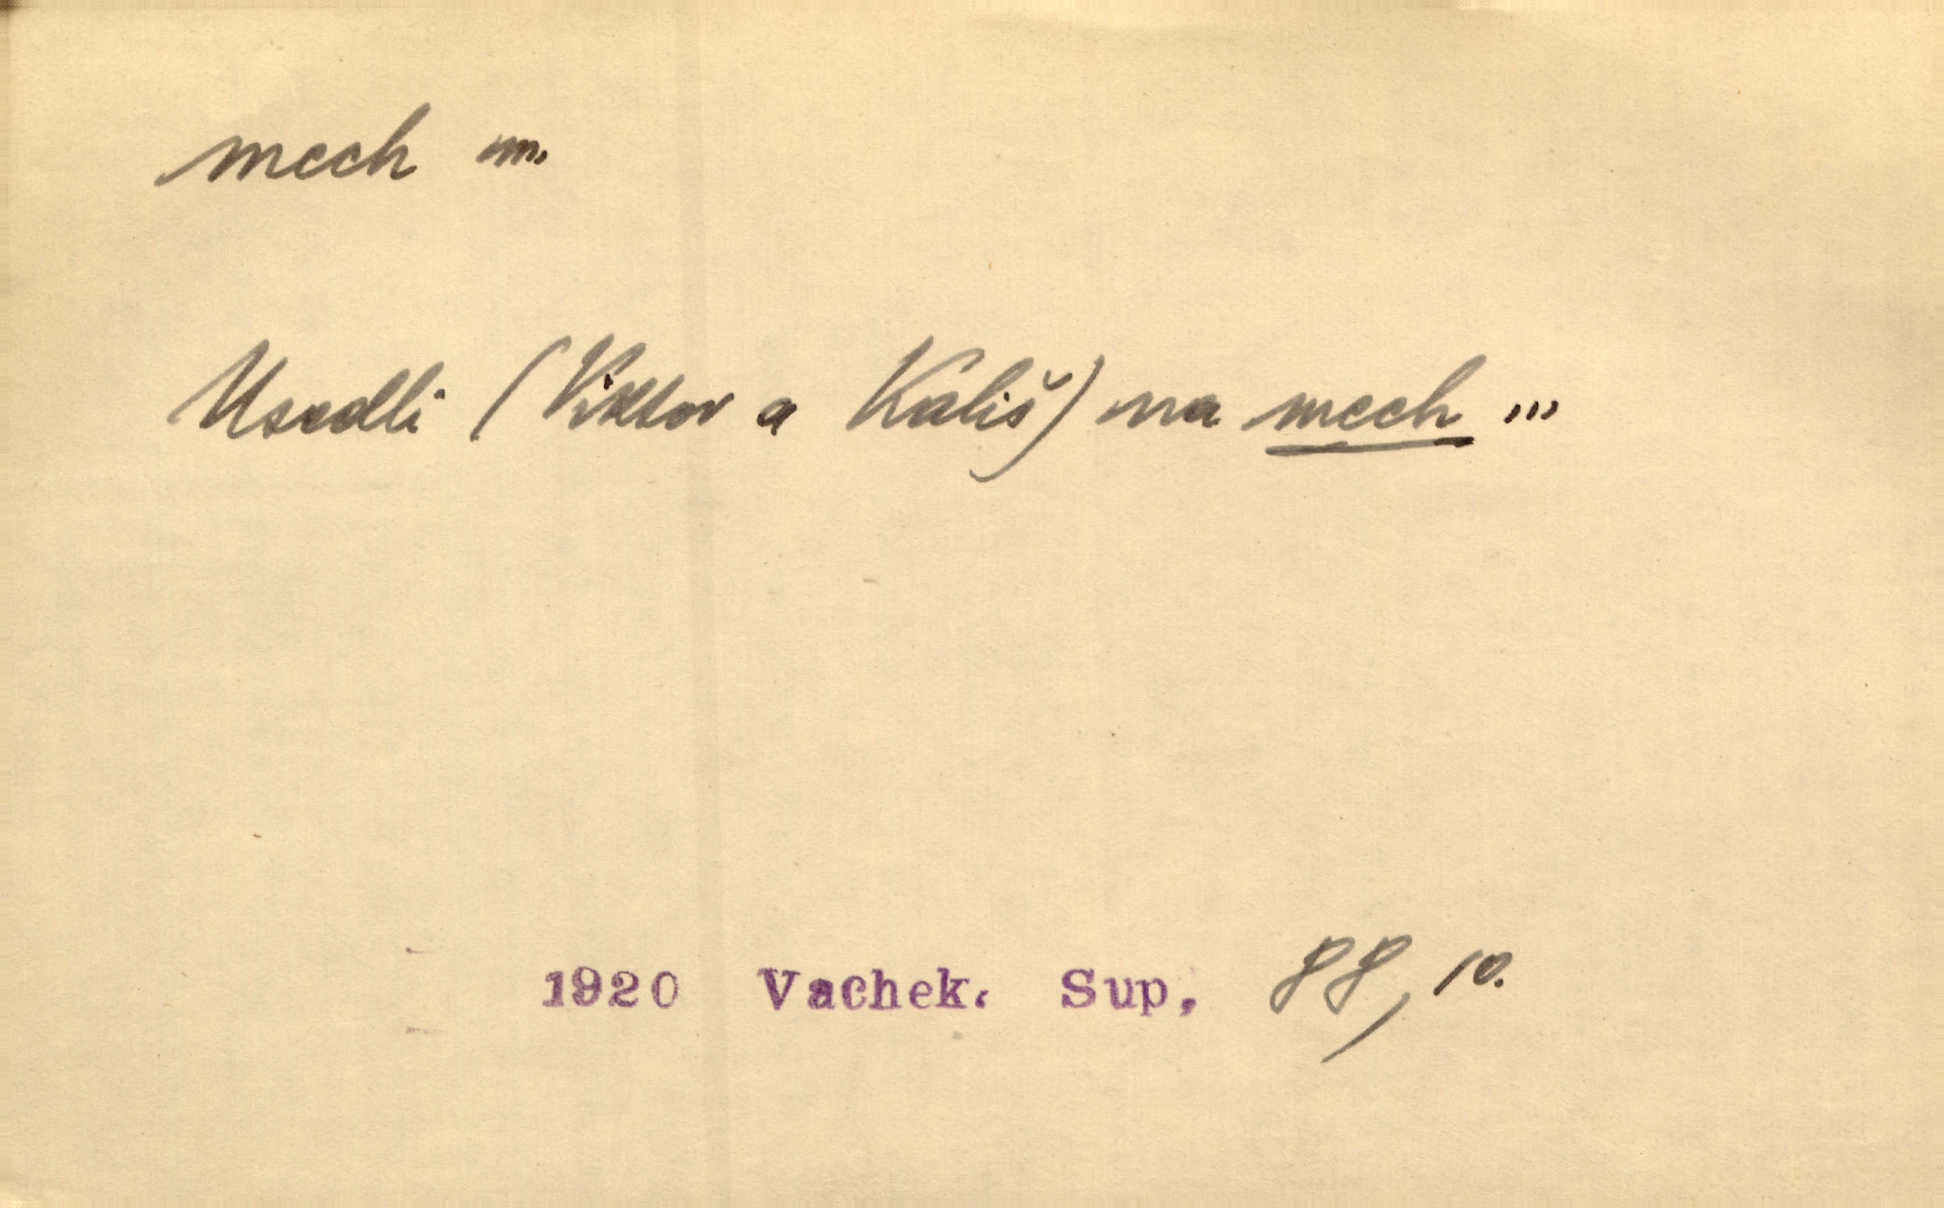 mech m.
Usedli (Viktor a Kališ) na mech ...
1920 Vachek. Sup. 88, 10.